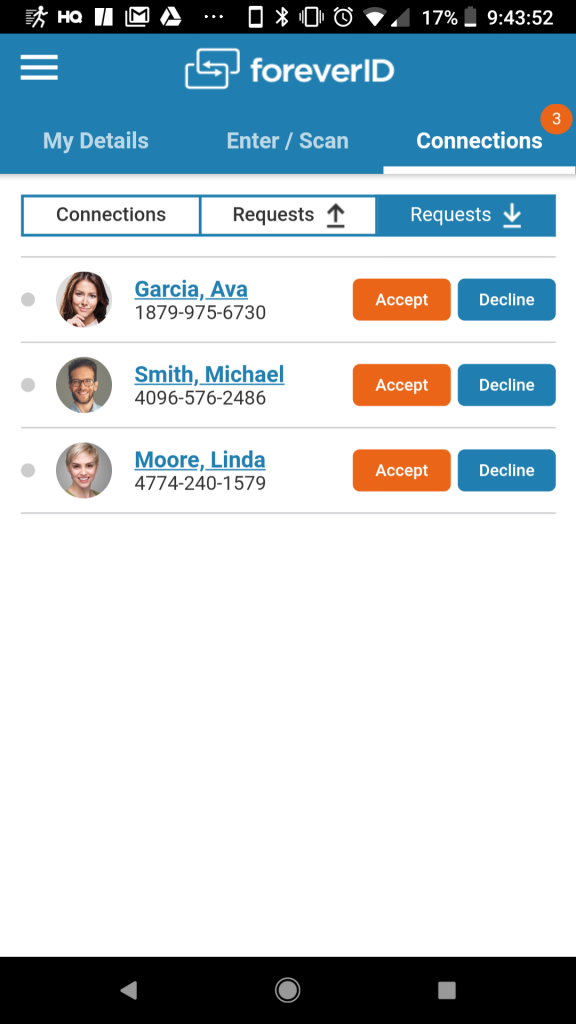 HQ ... 17% 9:43:52
foreverID
My Details Enter / Scan Connections 3
Connections Requests Requests
Garcia, Ava
1879-975-6730
Accept Decline
Smith, Michael
4096-576-2486
Accept Decline
Moore, Linda
4774-240-1579
Accept Decline